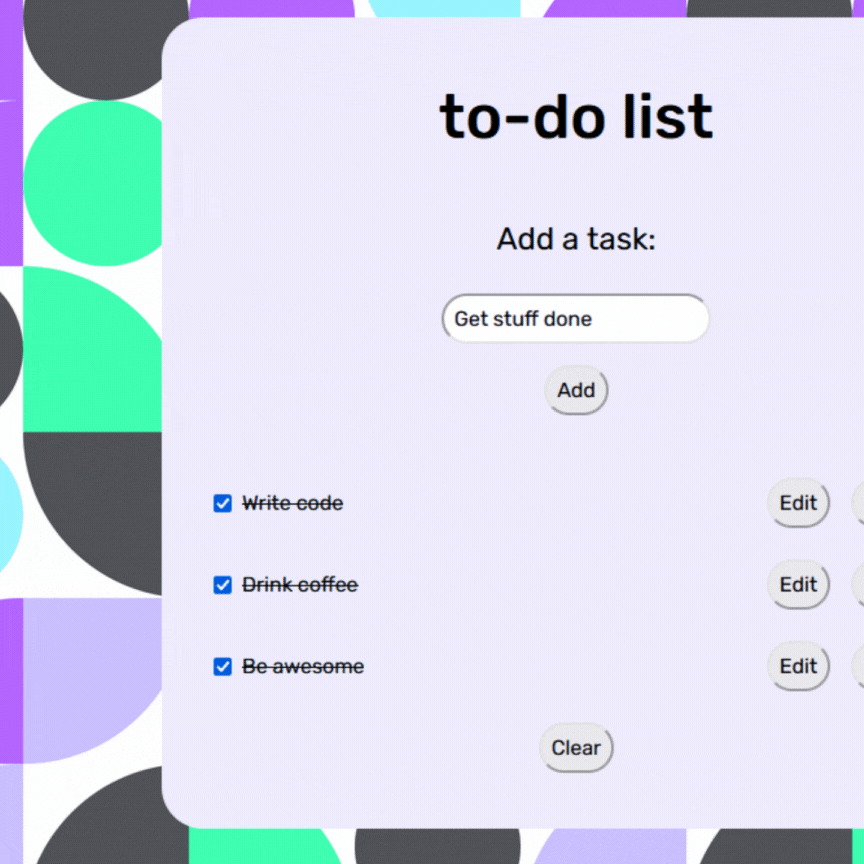 to-do list
Add a task:
Get stuff done
Add
Write code Edit
Drink coffee Edit
Be awesome Edit
Clear